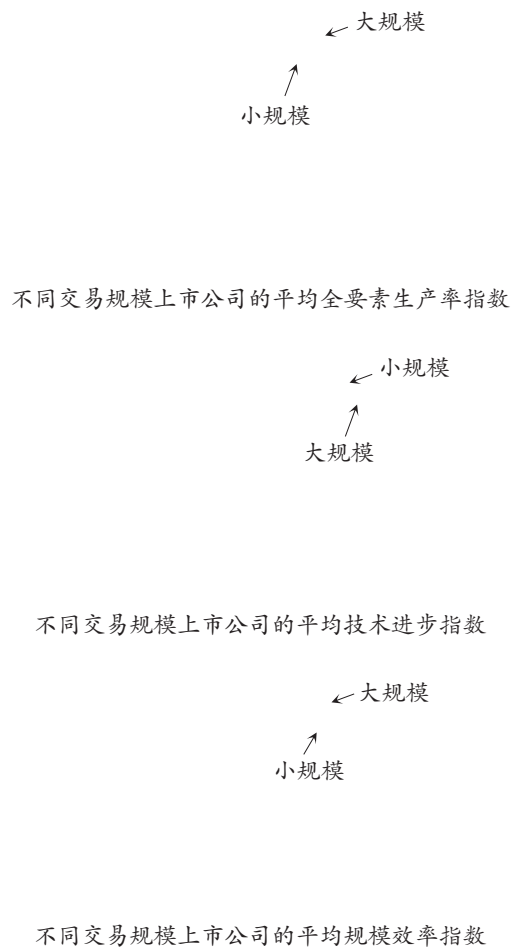 大规模
小规模
不同交易规模上市公司的平均全要素生产率指数
小规模
大规模
不同交易规模上市公司的平均技术进步指数
大规模
小规模
不同交易规模上市公司的平均规模效率指数